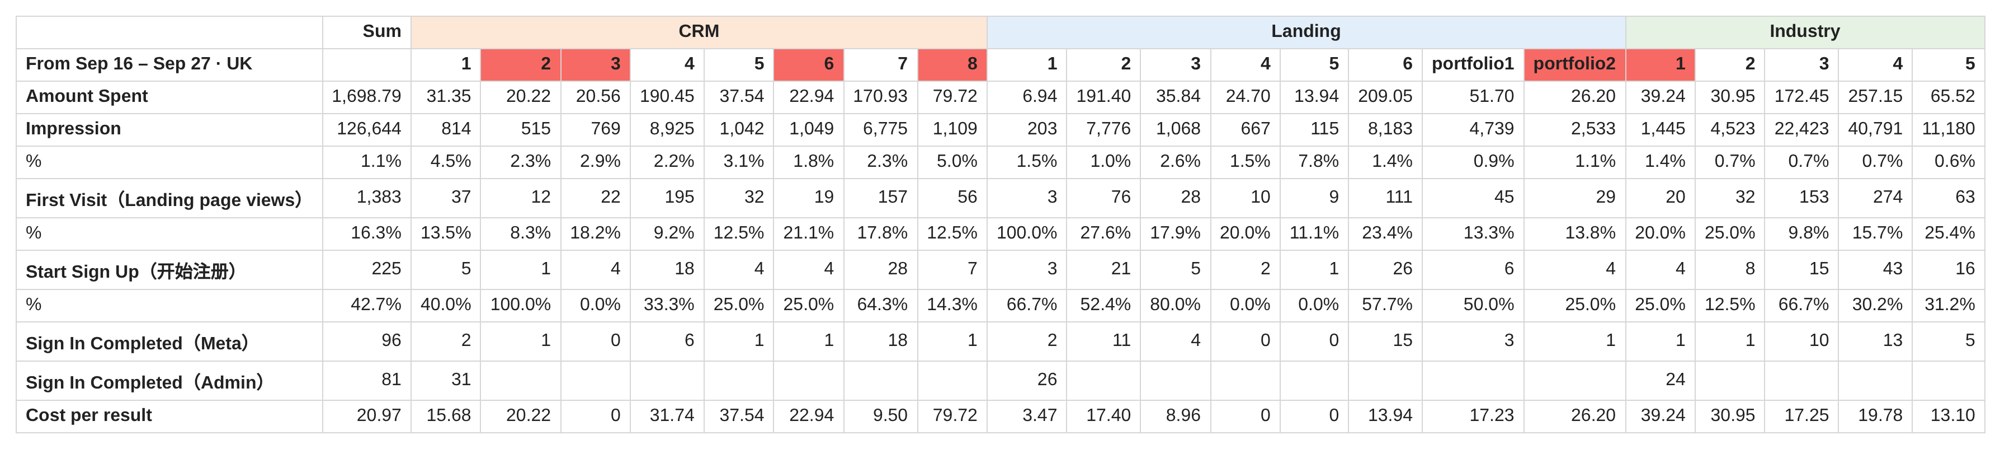 Sum CRM Landing Industry
From Sep 16 – Sep 27 · UK 1 2 3 4 5 6 7 8 1 2 3 4 5 6 portfolio1 portfolio2 1 2 3 4 5
Amount Spent 1,698.79 31.35 20.22 20.56 190.45 37.54 22.94 170.93 79.72 6.94 191.40 35.84 24.70 13.94 209.05 51.70 26.20 39.24 30.95 172.45 257.15 65.52
Impression 126,644 814 515 769 8,925 1,042 1,049 6,775 1,109 203 7,776 1,068 667 115 8,183 4,739 2,533 1,445 4,523 22,423 40,791 11,180
% 1.1% 4.5% 2.3% 2.9% 2.2% 3.1% 1.8% 2.3% 5.0% 1.5% 1.0% 2.6% 1.5% 7.8% 1.4% 0.9% 1.1% 1.4% 0.7% 0.7% 0.7% 0.6%
First Visit（Landing page views） 1,383 37 12 22 195 32 19 157 56 3 76 28 10 9 111 45 29 20 32 153 274 63
% 16.3% 13.5% 8.3% 18.2% 9.2% 12.5% 21.1% 17.8% 12.5% 100.0% 27.6% 17.9% 20.0% 11.1% 23.4% 13.3% 13.8% 20.0% 25.0% 9.8% 15.7% 25.4%
Start Sign Up（开始注册） 225 5 1 4 18 4 4 28 7 3 21 5 2 1 26 6 4 4 8 15 43 16
% 42.7% 40.0% 100.0% 0.0% 33.3% 25.0% 25.0% 64.3% 14.3% 66.7% 52.4% 80.0% 0.0% 0.0% 57.7% 50.0% 25.0% 25.0% 12.5% 66.7% 30.2% 31.2%
Sign In Completed（Meta） 96 2 1 0 6 1 1 18 1 2 11 4 0 0 15 3 1 1 1 10 13 5
Sign In Completed（Admin） 81 31 26 24
Cost per result 20.97 15.68 20.22 0 31.74 37.54 22.94 9.50 79.72 3.47 17.40 8.96 0 0 13.94 17.23 26.20 39.24 30.95 17.25 19.78 13.10